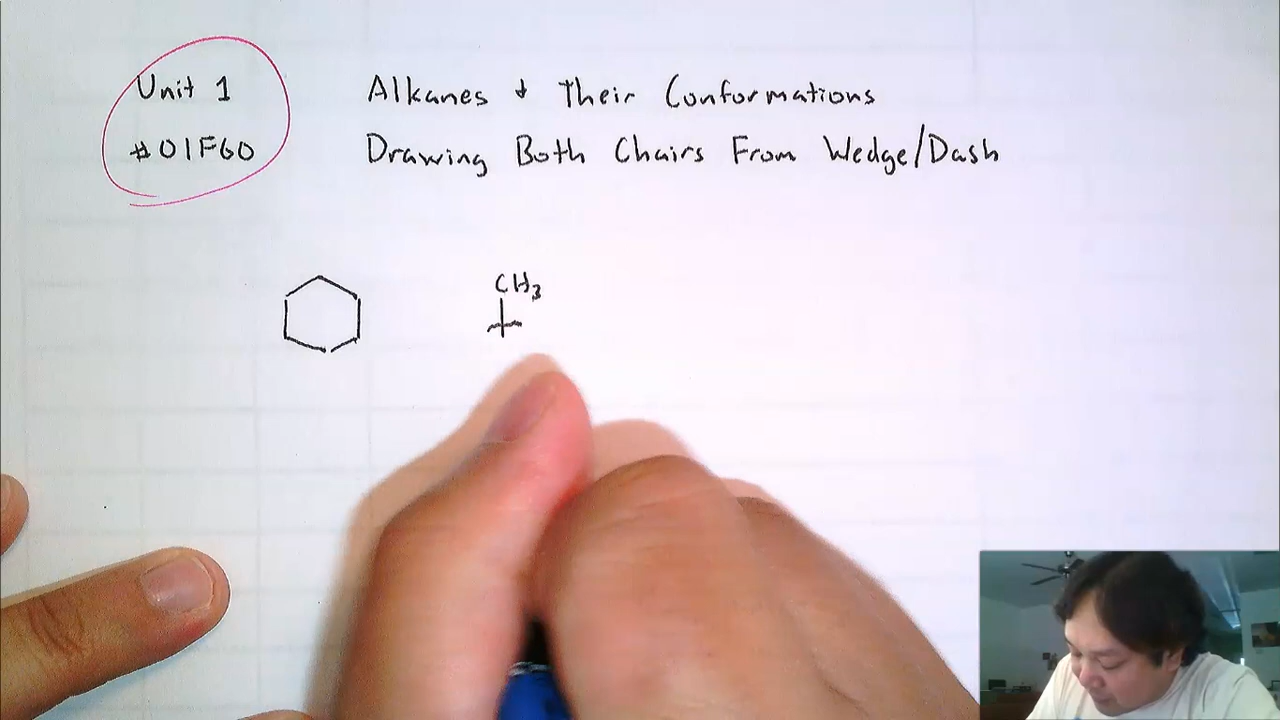 Unit 1 Alkanes & Their Conformations
#01F60 Drawing Both Chairs From Wedge/Dash
CH3